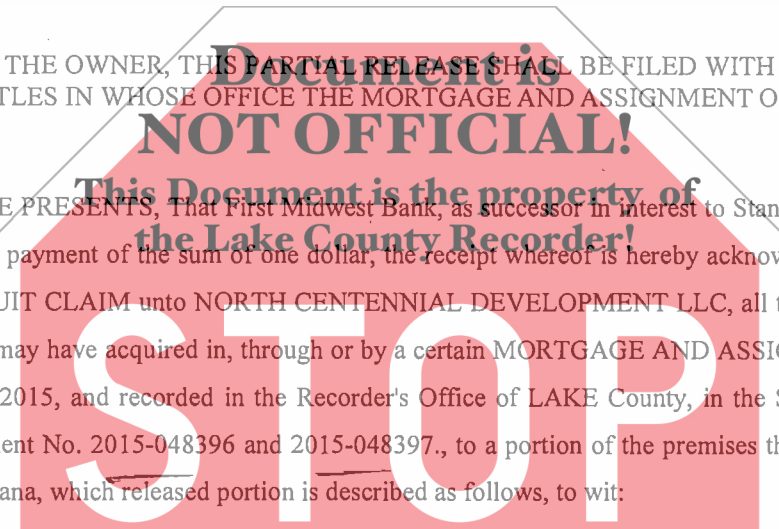 Document is
THE OWNER, THIS PARTIAL RELEASE SHALL BE FILED WITH
TLES IN WHOSE OFFICE THE MORTGAGE AND ASSIGNMENT O
NOT OFFICIAL!
This Document is the property of
E PRESENTS, That First Midwest Bank, as successor in interest to Stan
the Lake County Recorder!
payment of the sum of one dollar, the receipt whereof is hereby acknow
UIT CLAIM unto NORTH CENTENNIAL DEVELOPMENT LLC, all t
may have acquired in, through or by a certain MORTGAGE AND ASSIG
2015, and recorded in the Recorder's Office of LAKE County, in the S
ent No. 2015-048396 and 2015-048397., to a portion of the premises th
ana, which released portion is described as follows, to wit:
STOP